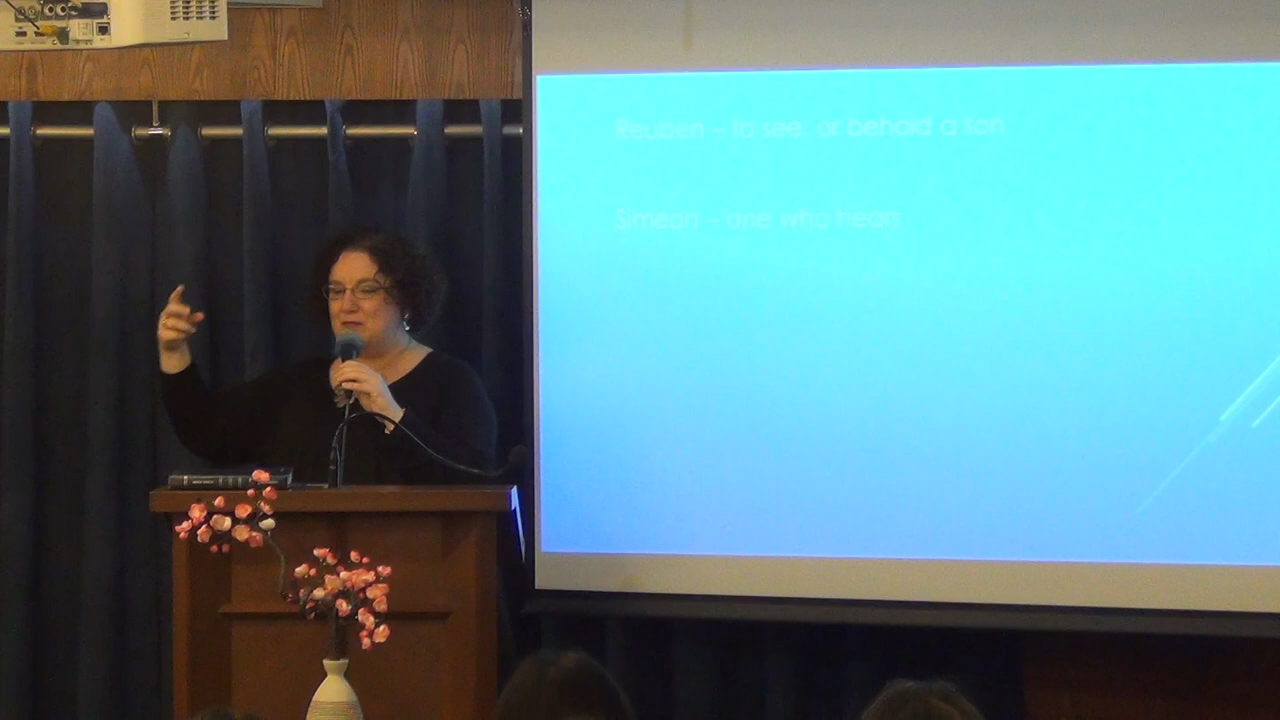 Reuben – to see, or behold a son
Simeon – one who hears